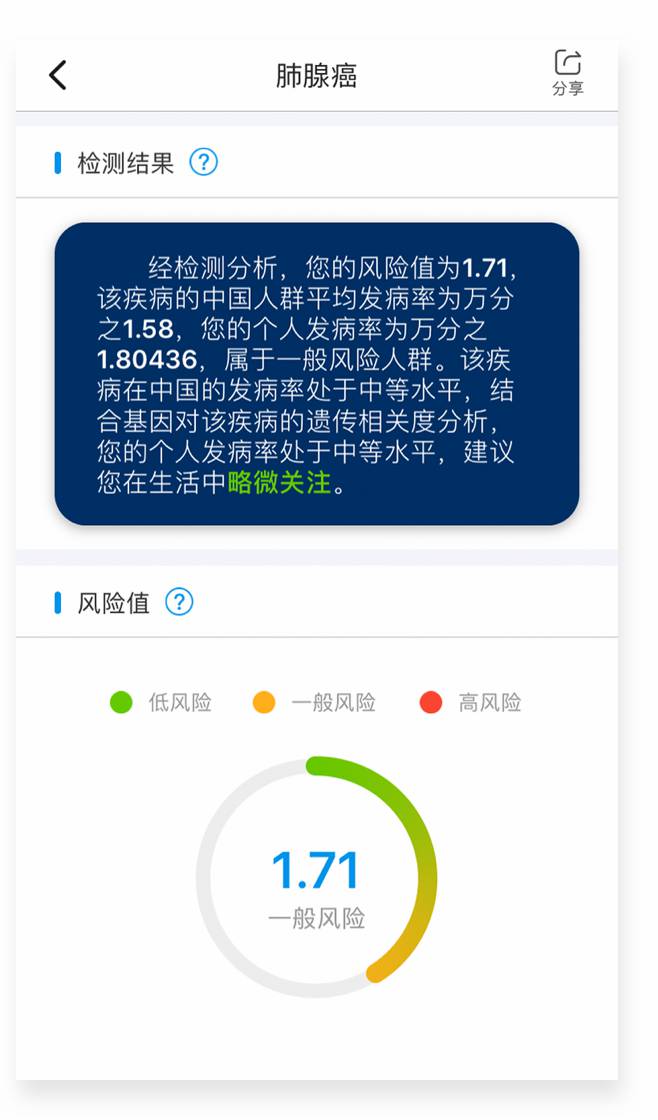 肺腺癌
分享
检测结果 ?
经检测分析，您的风险值为1.71,
该疾病的中国人群平均发病率为万分
之1.58，您的个人发病率为万分之
1.80436，属于一般风险人群。该疾
病在中国的发病率处于中等水平，结
合基因对该疾病的遗传相关度分析，
您的个人发病率处于中等水平，建议
您在生活中略微关注。
风险值 ?
低风险 一般风险 高风险
1.71
一般风险